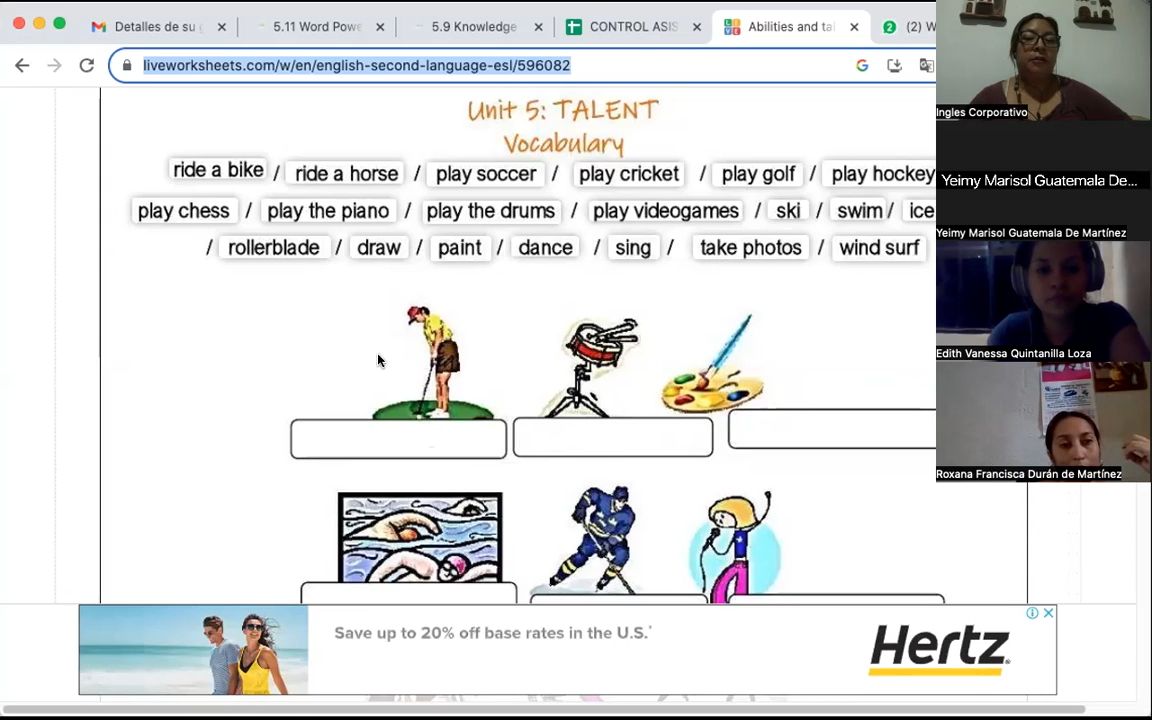 Detalles de su g
5.11 Word Powe
5.9 Knowledge
CONTROL ASIS
Abilities and tal
(2) W
liveworksheets.com/w/en/english-second-language-esl/596082
Unit 5: TALENT
Vocabulary
ride a bike / ride a horse / play soccer / play cricket / play golf / play hockey
play chess / play the piano / play the drums / play videogames / ski / swim / ice
/ rollerblade / draw / paint / dance / sing / take photos / wind surf
Save up to 20% off base rates in the U.S.*
Hertz
Ingles Corporativo
Yeimy Marisol Guatemala De...
Yeimy Marisol Guatemala De Martínez
Edith Vanessa Quintanilla Loza
Roxana Francisca Durán de Martínez